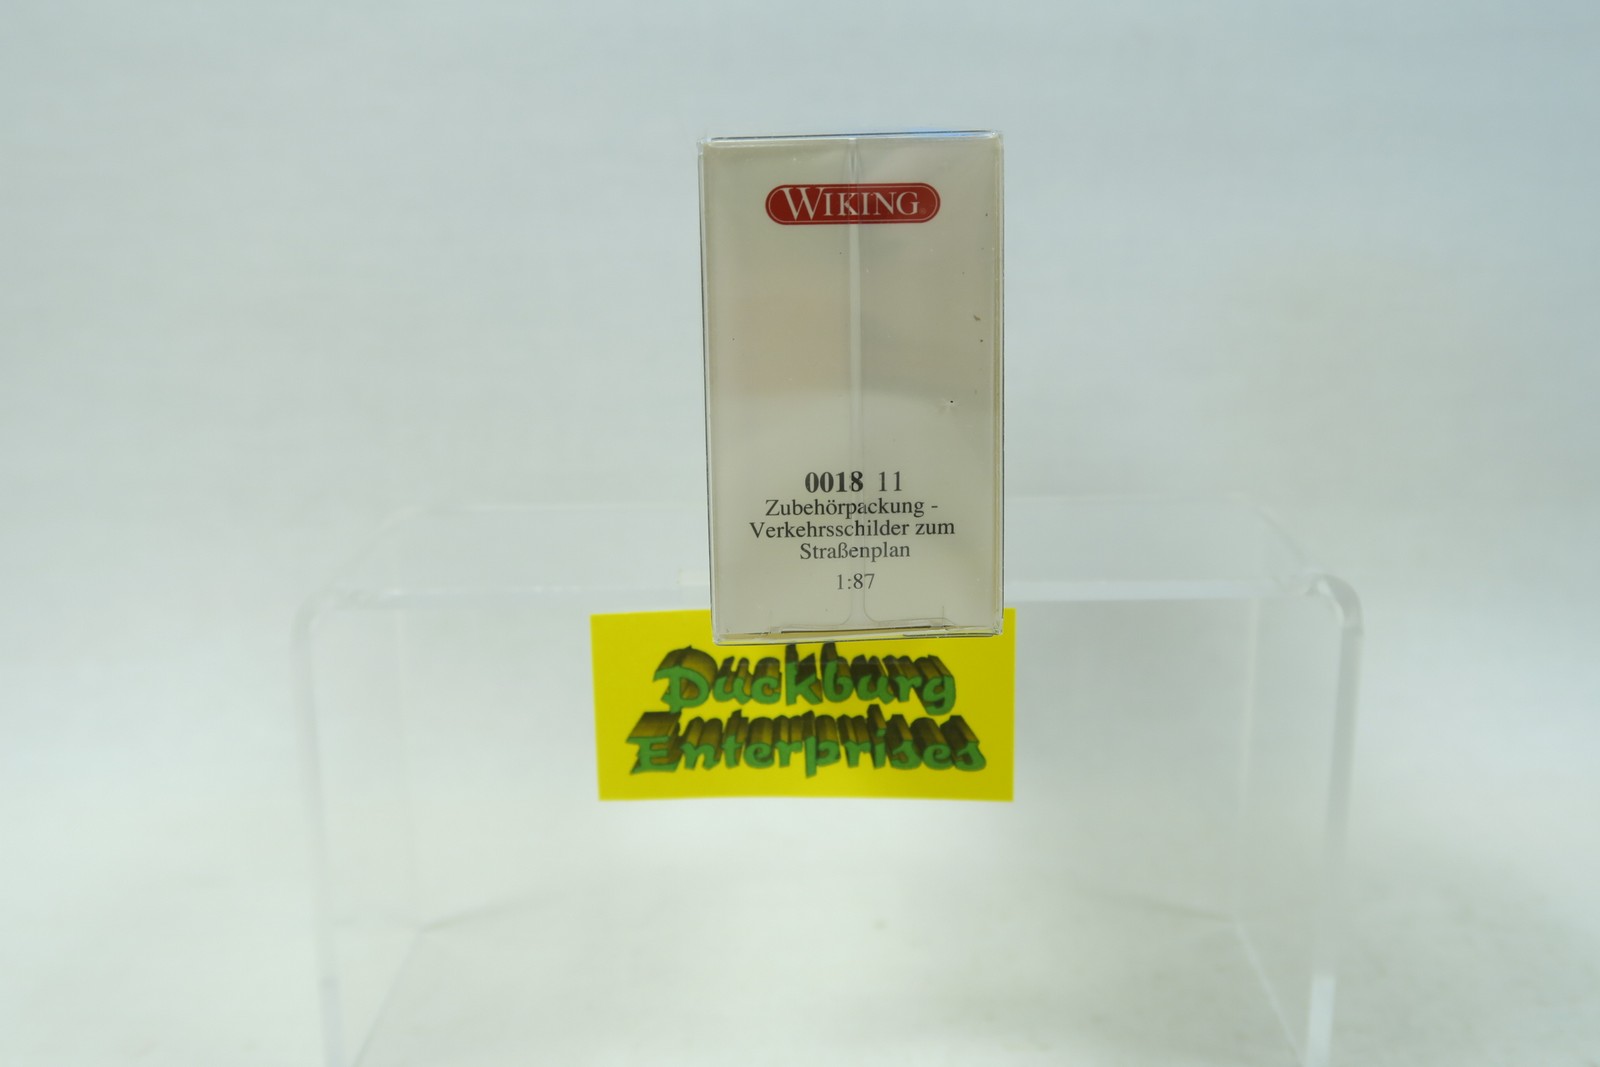 WIKING
0018 11
Zubehörpackung -
Verkehrsschilder zum
Straßenplan
1:87
Duckburg
Enterprises